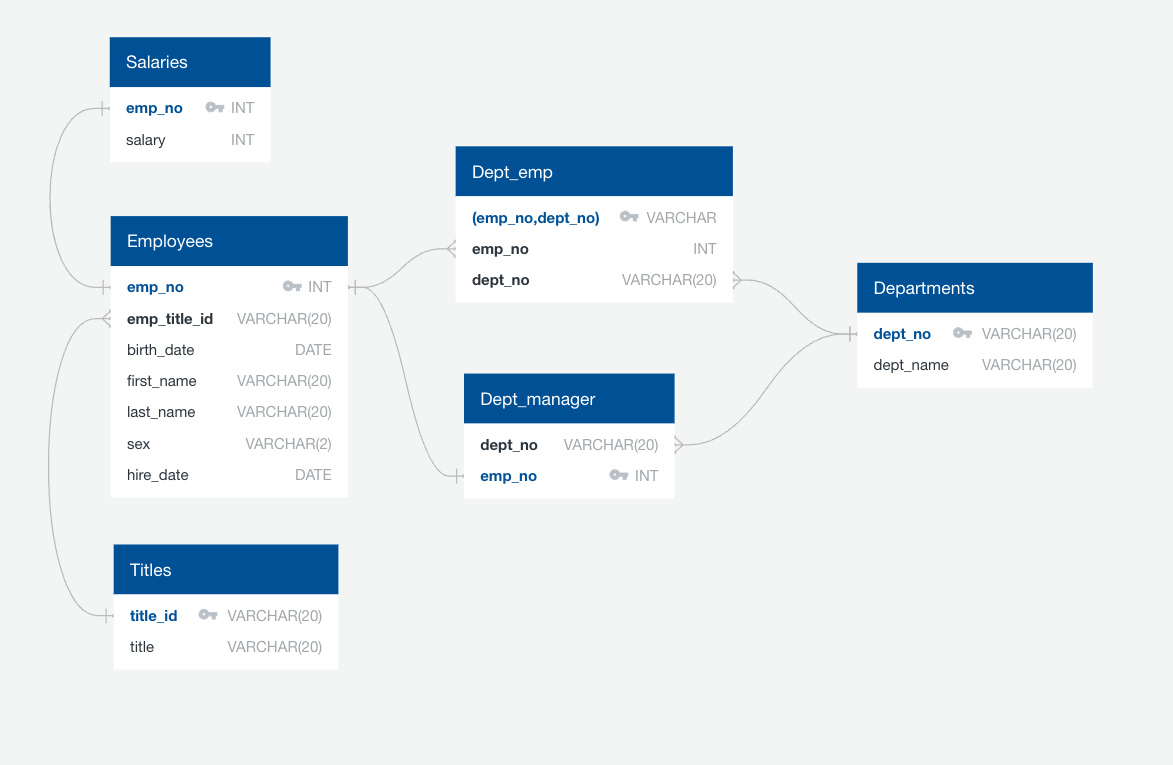 Salaries
emp_no INT
salary INT
Employees
emp_no INT
emp_title_id VARCHAR(20)
birth_date DATE
first_name VARCHAR(20)
last_name VARCHAR(20)
sex VARCHAR(2)
hire_date DATE
Titles
title_id VARCHAR(20)
title VARCHAR(20)
Dept_emp
(emp_no,dept_no) VARCHAR
emp_no INT
dept_no VARCHAR(20)
Dept_manager
dept_no VARCHAR(20)
emp_no INT
Departments
dept_no VARCHAR(20)
dept_name VARCHAR(20)